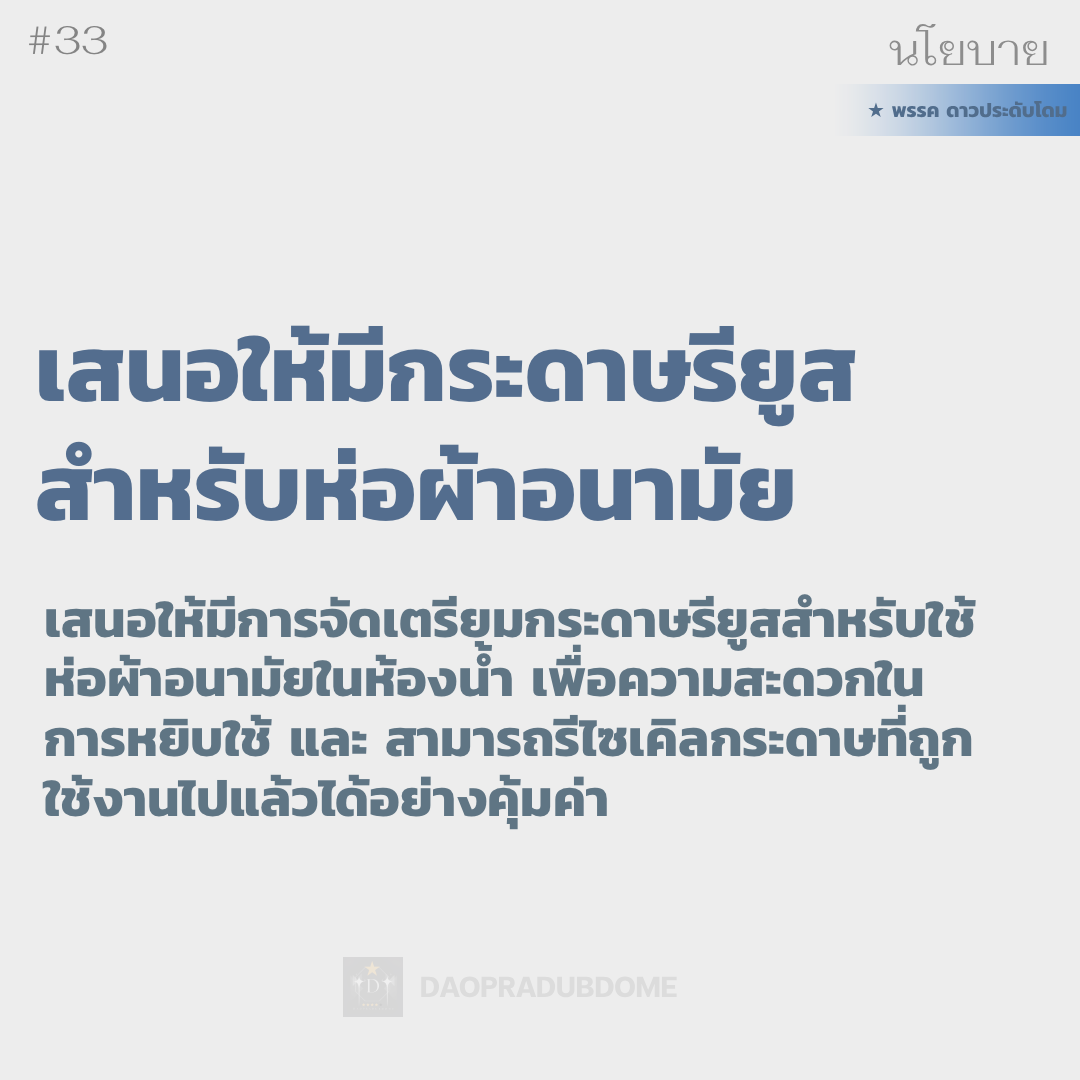 #33
นโยบาย
★ พรรค ดาวประดับโดม
เสนอให้มีกระดาษรียูส
สำหรับห่อผ้าอนามัย
เสนอให้มีการจัดเตรียมกระดาษรียูสสำหรับใช้
ห่อผ้าอนามัยในห้องน้ำ เพื่อความสะดวกใน
การหยิบใช้ และ สามารถรีไซเคิลกระดาษที่ถูก
ใช้งานไปแล้วได้อย่างคุ้มค่า
D
DAOPRADUBDOME